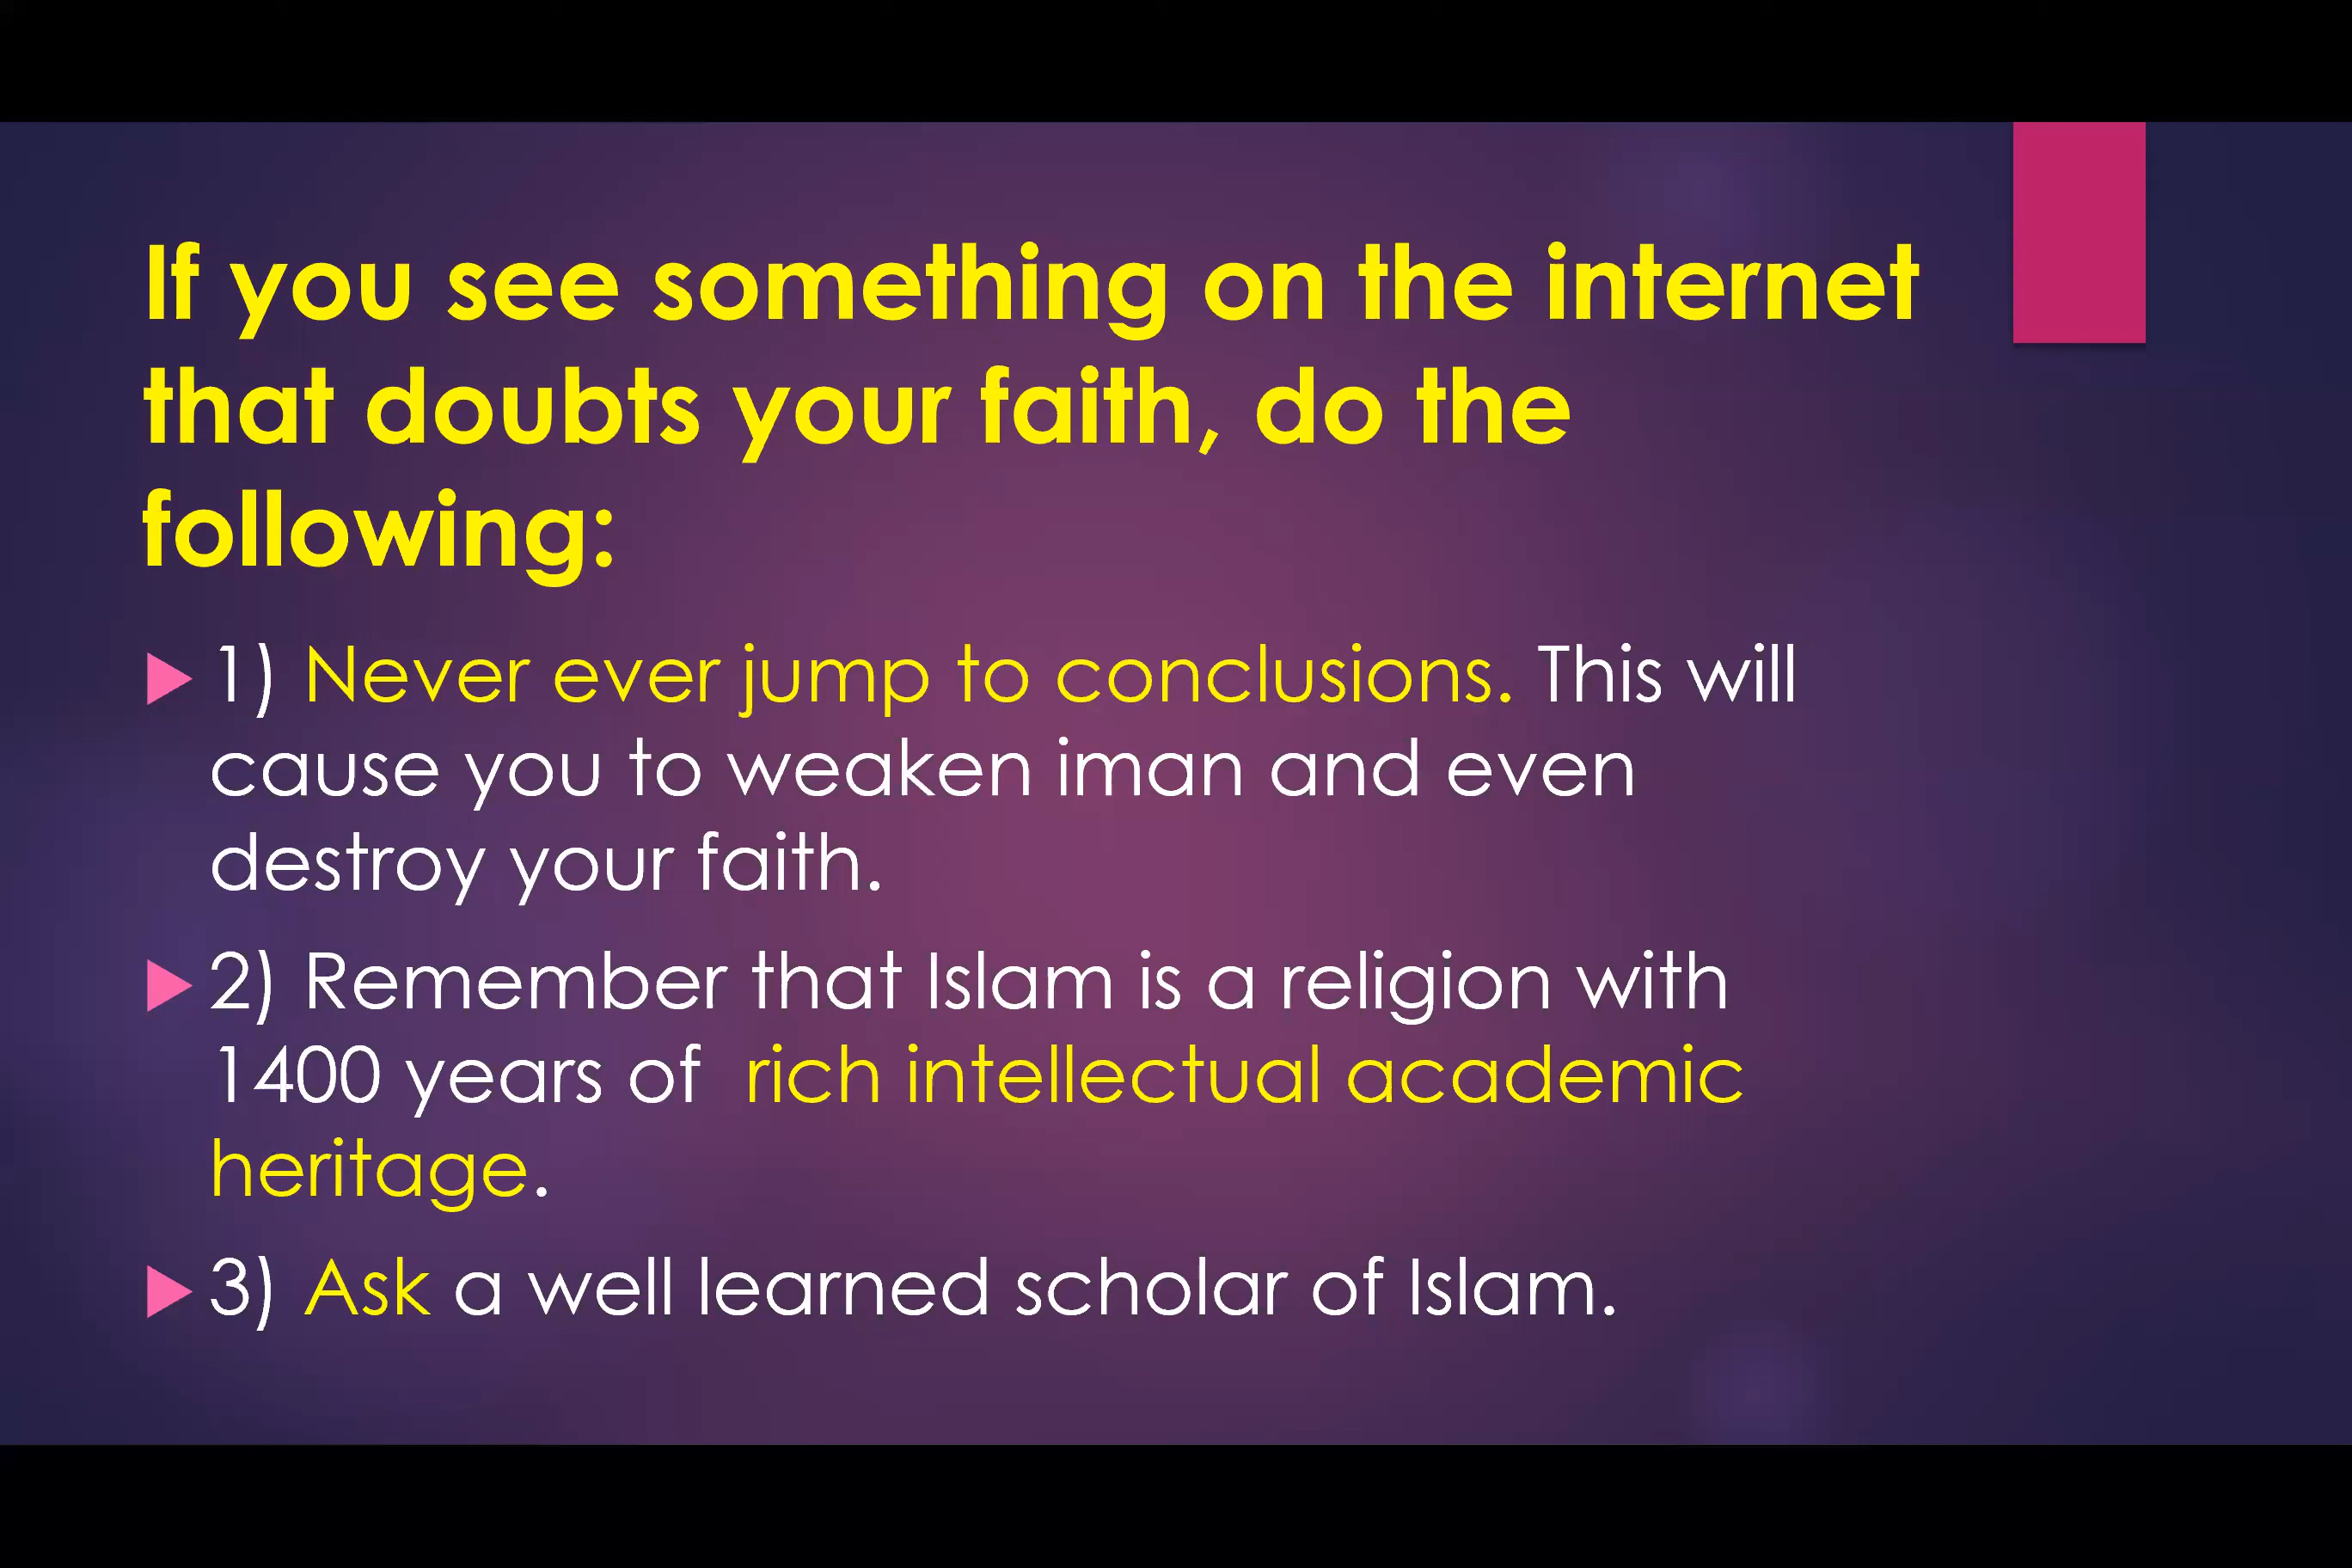 If you see something on the internet
that doubts your faith, do the
following:
1) Never ever jump to conclusions. This will
cause you to weaken iman and even
destroy your faith.
2) Remember that Islam is a religion with
1400 years of  rich intellectual academic
heritage.
3) Ask a well learned scholar of Islam.